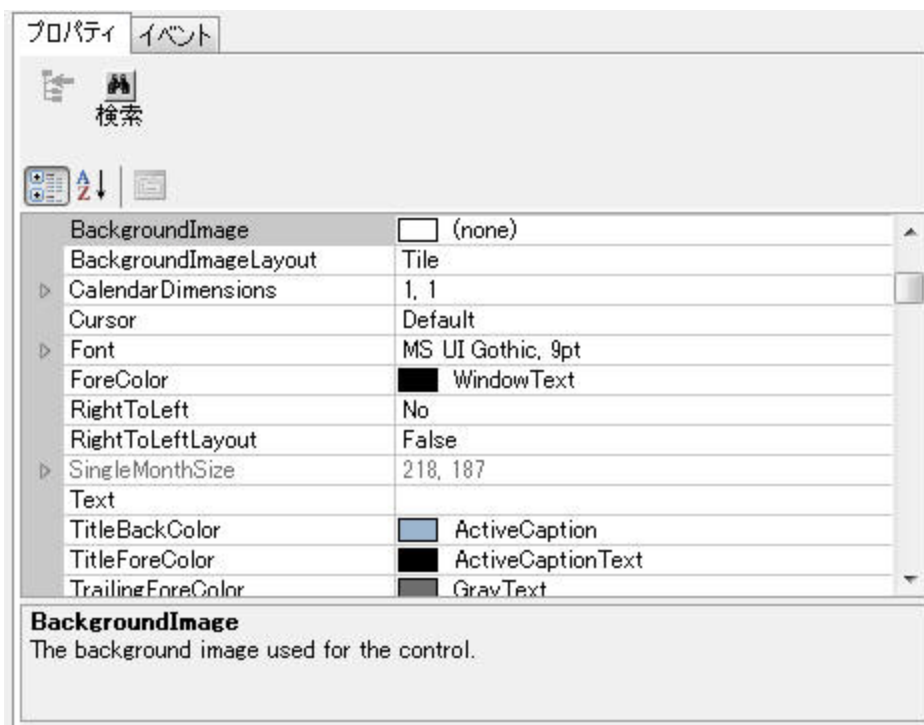 プロパティ イベント
検索
BackgroundImage (none)
BackgroundImageLayout Tile
CalendarDimensions 1, 1
Cursor Default
Font MS UI Gothic, 9pt
ForeColor WindowText
RightToLeft No
RightToLeftLayout False
SingleMonthSize 218, 187
Text
TitleBackColor ActiveCaption
TitleForeColor ActiveCaptionText
TrailingForeColor GrayText
BackgroundImage
The background image used for the control.